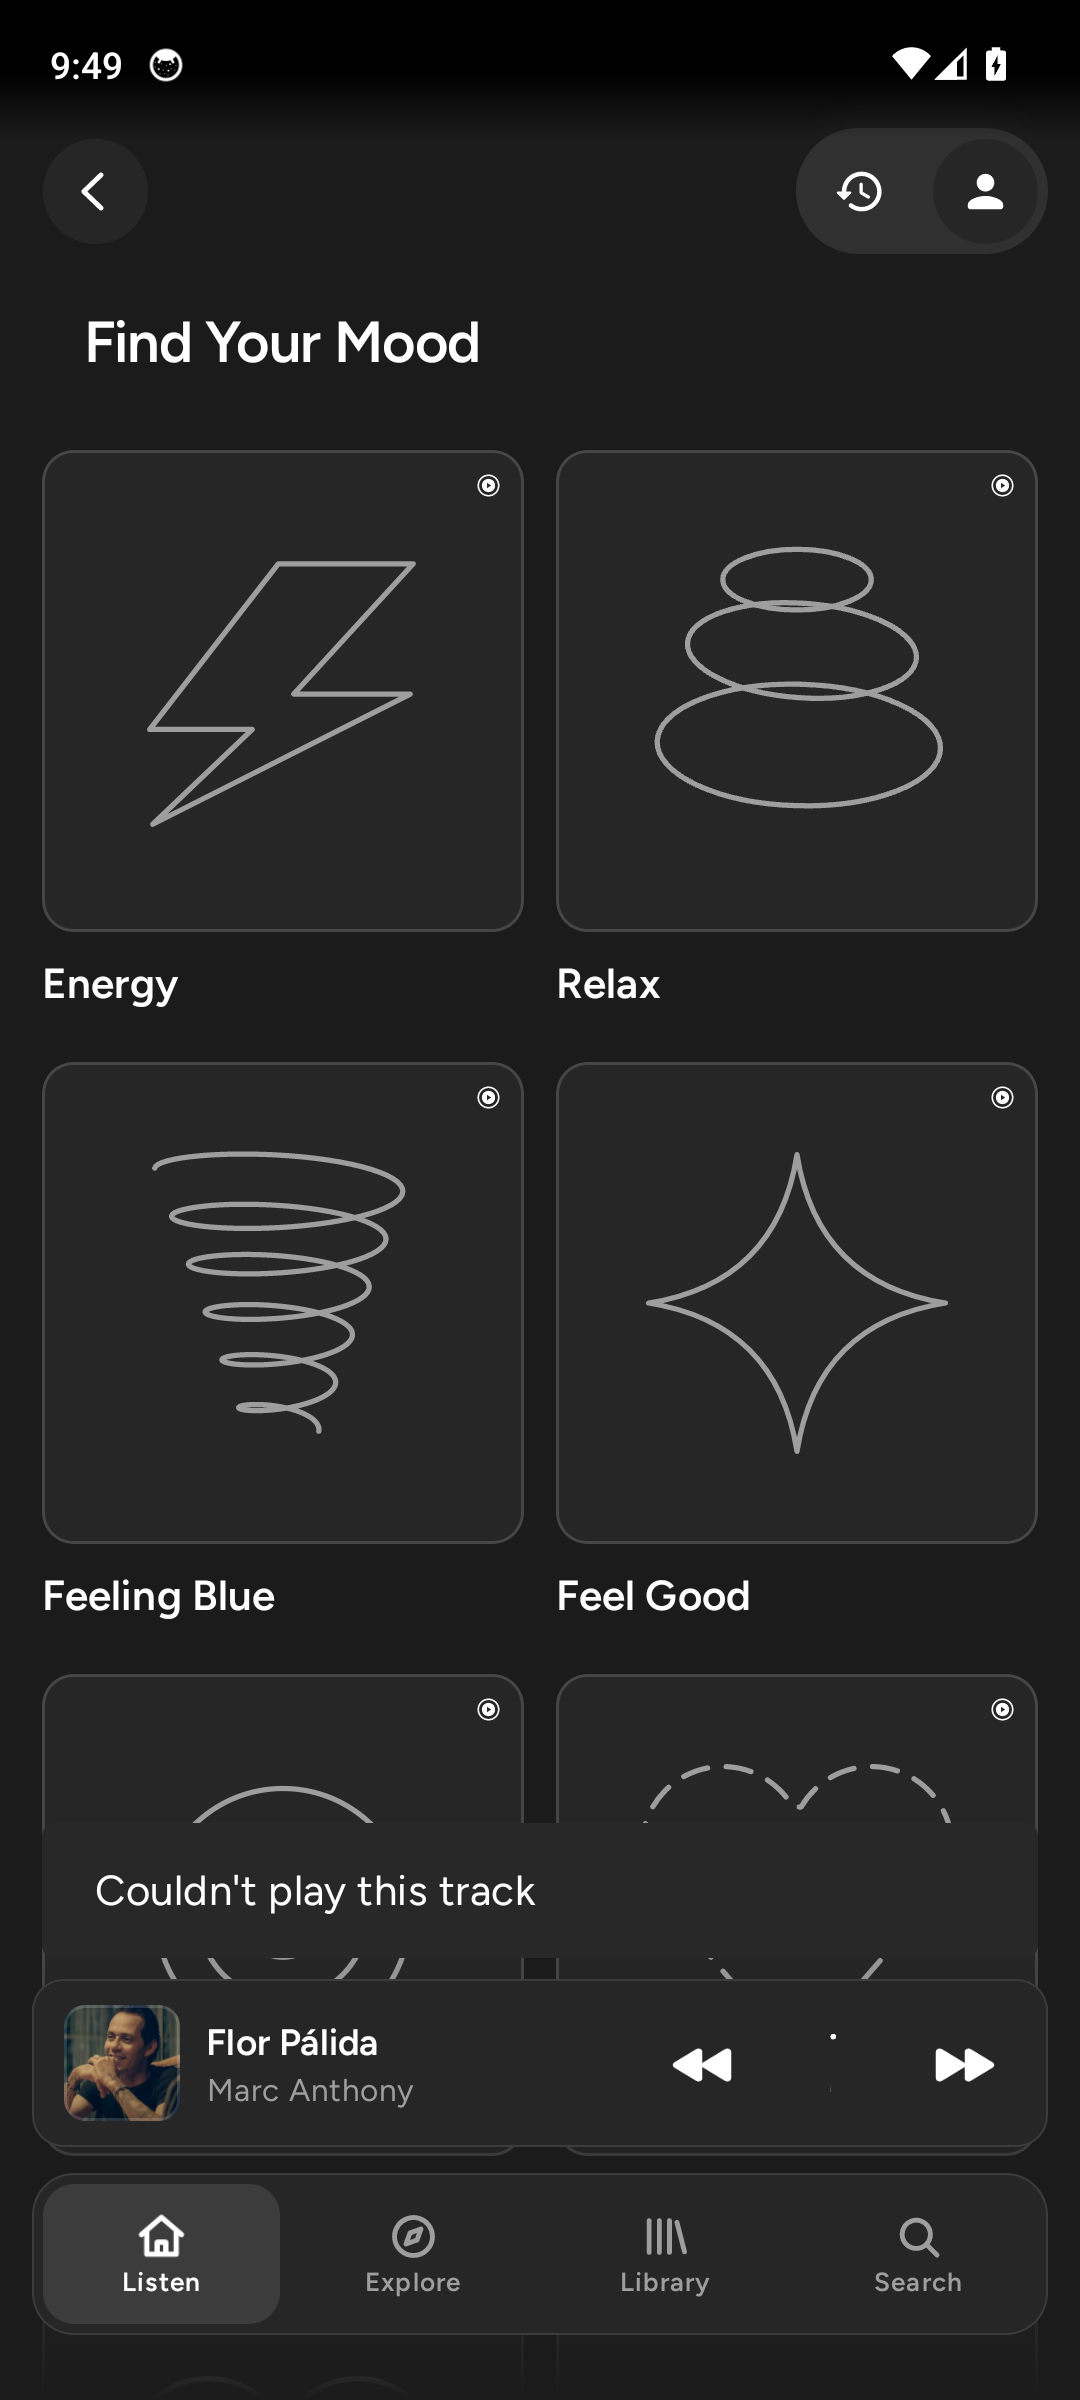 9:49
Find Your Mood
Energy
Relax
Feeling Blue
Feel Good
Couldn't play this track
Flor Pálida
Marc Anthony
Listen
Explore
Library
Search